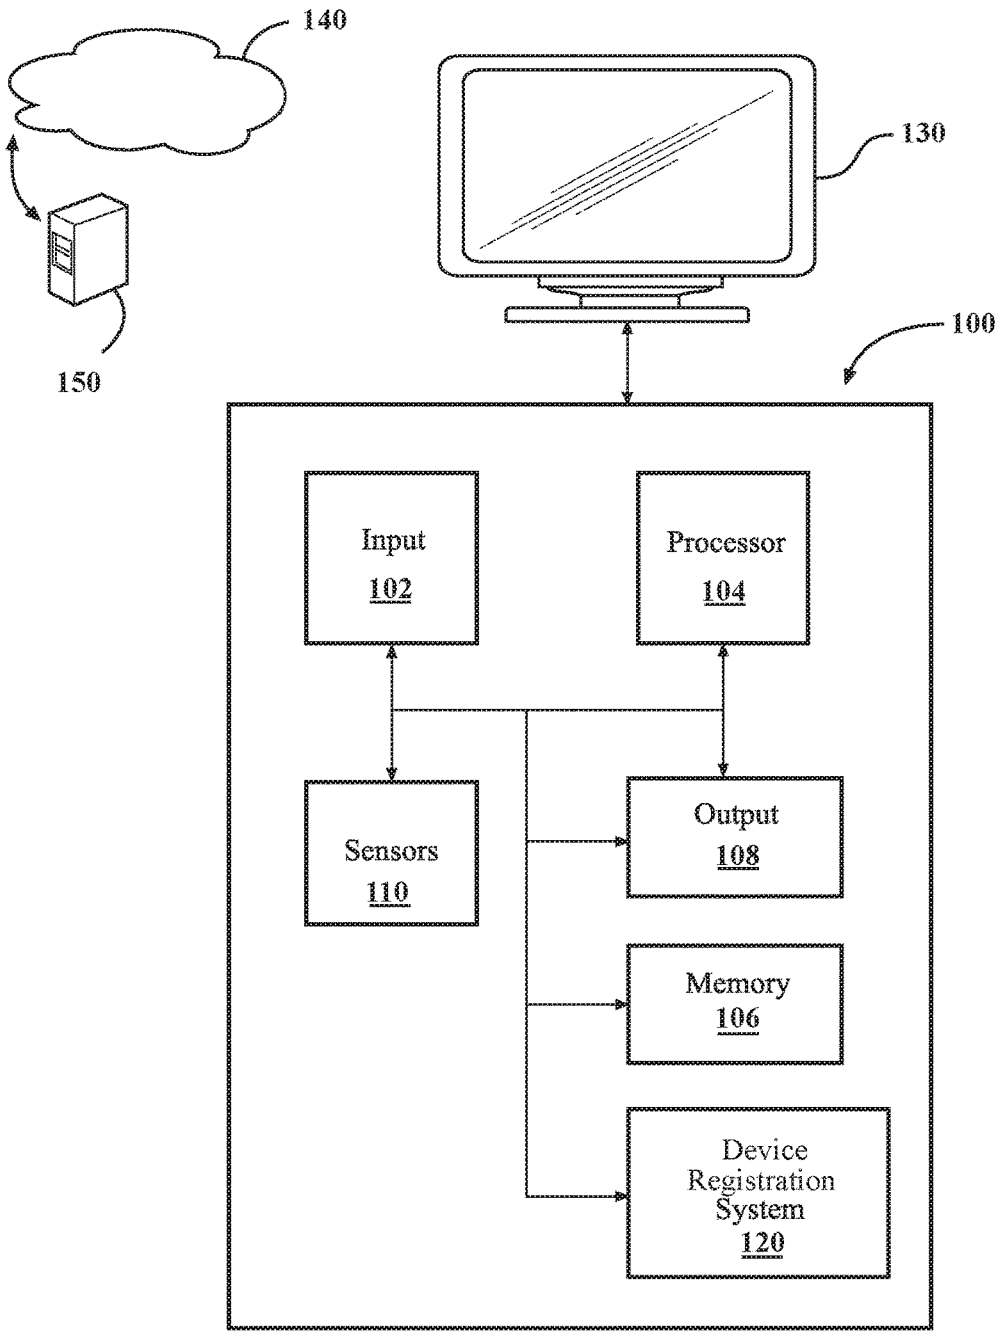 140
130
150
100
Input
102
Processor
104
Sensors
110
Output
108
Memory
106
Device
Registration
System
120